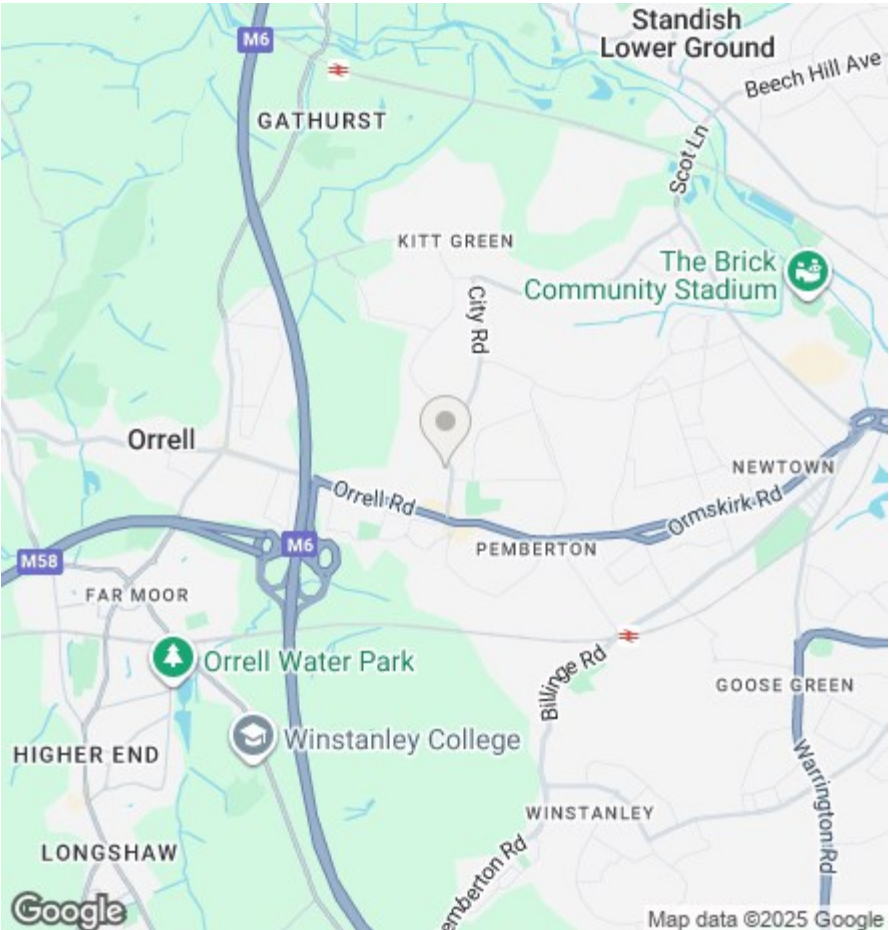 Standish
Lower Ground
M6
Beech Hill Ave
GATHURST
Scot Ln
KITT GREEN
The Brick
Community Stadium
City Rd
Orrell
NEWTOWN
Orrell Rd
Ormskirk Rd
M6
PEMBERTON
M58
FAR MOOR
Orrell Water Park
Billinge Rd
GOOSE GREEN
Winstanley College
HIGHER END
Warrington Rd
WINSTANLEY
LONGSHAW
emberton Rd
Google
Map data ©2025 Google